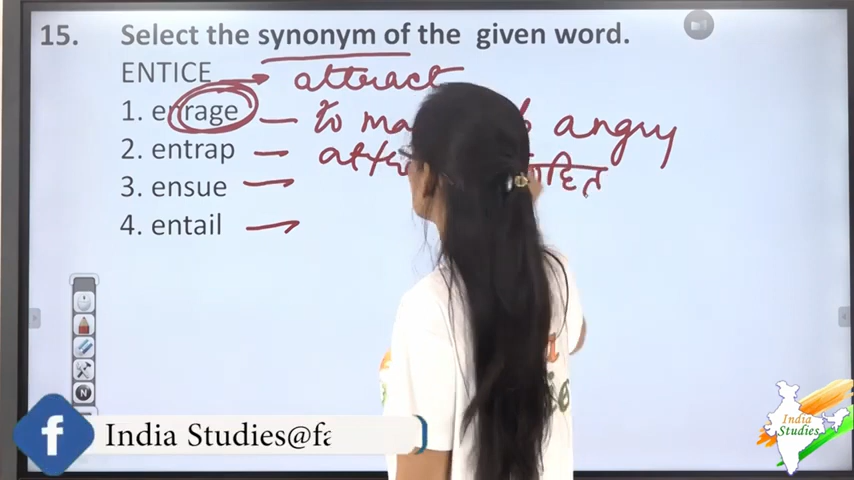 15. Select the synonym of the given word.
ENTICE → attract
1. enrage — to angry
2. entrap —
3. ensue →
4. entail →
N
f India Studies@fa
India
Studies